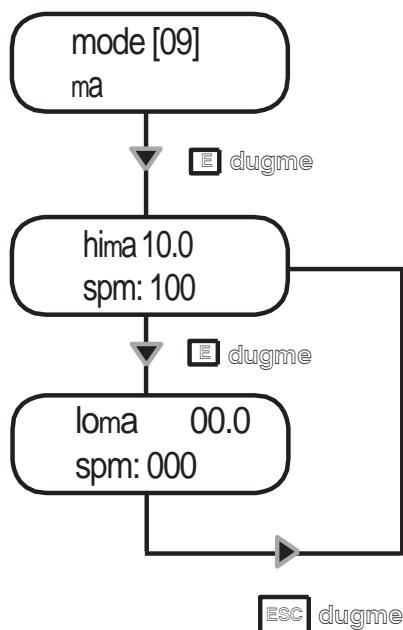 mode [09]
ma
E dugme
hima 10.0
spm: 100
E dugme
loma 00.0
spm: 000
ESC dugme